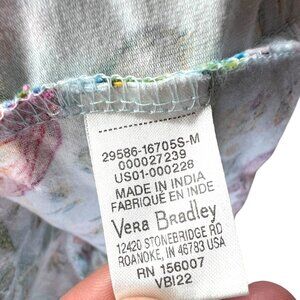 29586-16705S-M
000027239
US01-000228
MADE IN INDIA
FABRIQUÉ EN INDE
Vera Bradley
12420 STONEBRIDGE RD
ROANOKE, IN 46783 USA
RN 156007
VBI22